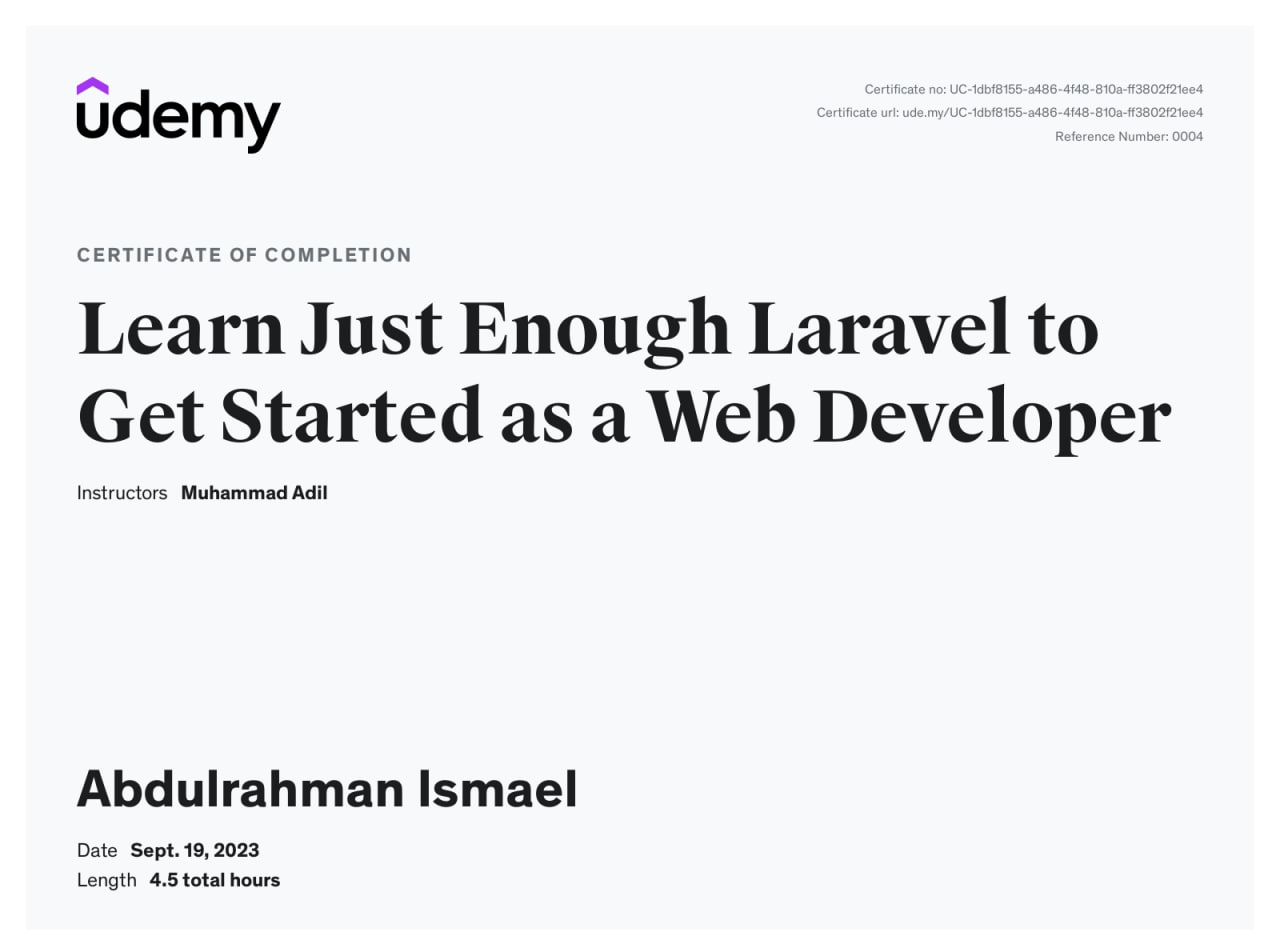 udemy
Certificate no: UC-1dbf8155-a486-4f48-810a-ff3802f21ee4
Certificate url: ude.my/UC-1dbf8155-a486-4f48-810a-ff3802f21ee4
Reference Number: 0004
CERTIFICATE OF COMPLETION
Learn Just Enough Laravel to
Get Started as a Web Developer
Instructors Muhammad Adil
Abdulrahman Ismael
Date Sept. 19, 2023
Length 4.5 total hours